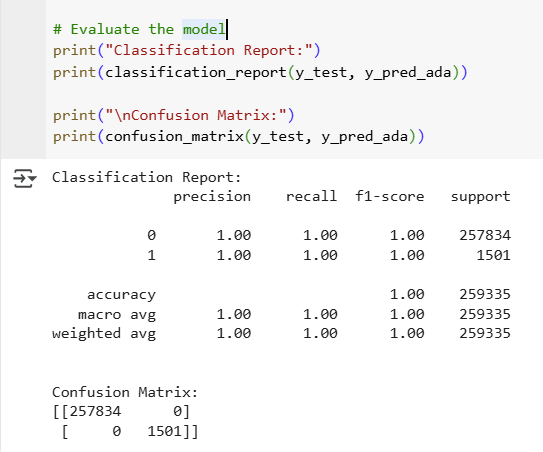 # Evaluate the model
print("Classification Report:")
print(classification_report(y_test, y_pred_ada))
print("\nConfusion Matrix:")
print(confusion_matrix(y_test, y_pred_ada))
Classification Report:
precision recall f1-score support
0 1.00 1.00 1.00 257834
1 1.00 1.00 1.00 1501
accuracy 1.00 259335
macro avg 1.00 1.00 1.00 259335
weighted avg 1.00 1.00 1.00 259335
Confusion Matrix:
[[257834 0]
[ 0 1501]]